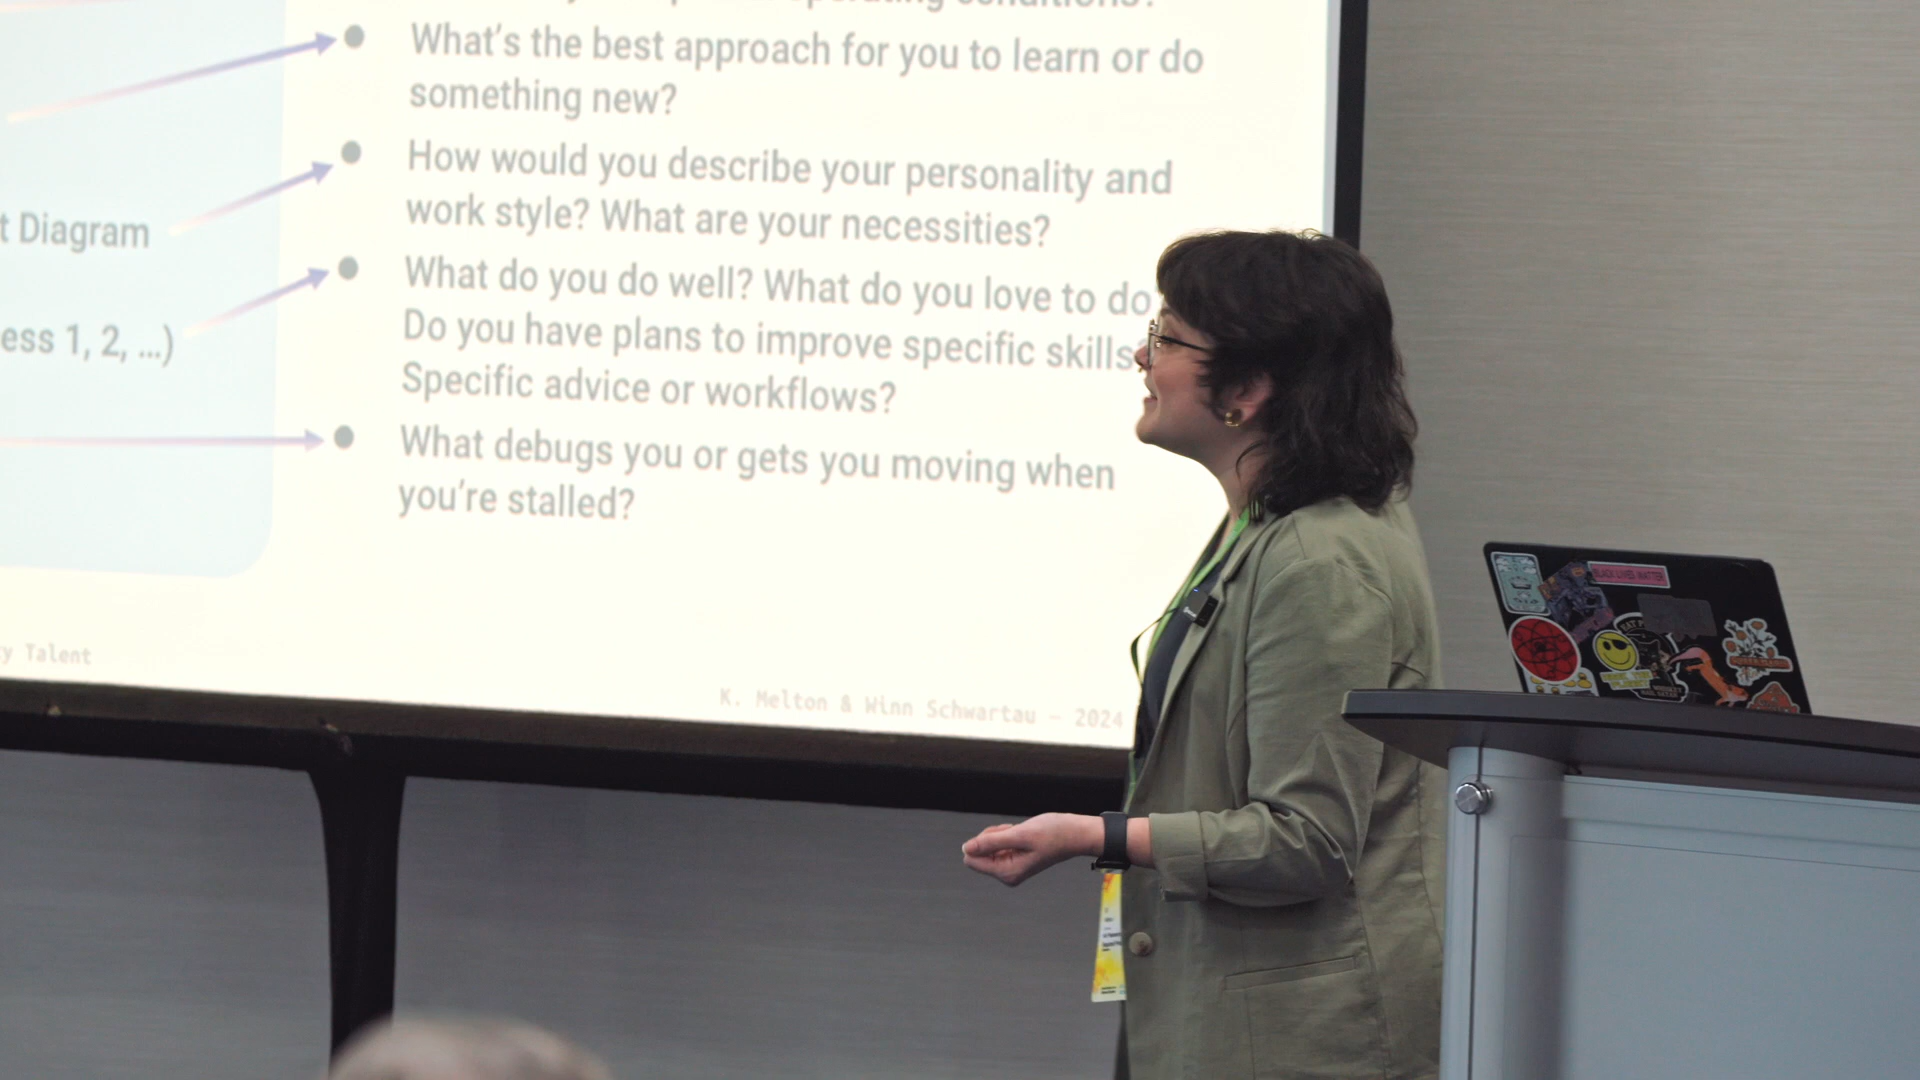 operating conditions?
What's the best approach for you to learn or do
something new?
How would you describe your personality and
work style? What are your necessities?
What do you do well? What do you love to do
Do you have plans to improve specific skills
Specific advice or workflows?
What debugs you or gets you moving when
you're stalled?
t Diagram
ess 1, 2, ...)
y Talent
K. Melton & Winn Schwartau – 2024
BLACK LIVES MATTER